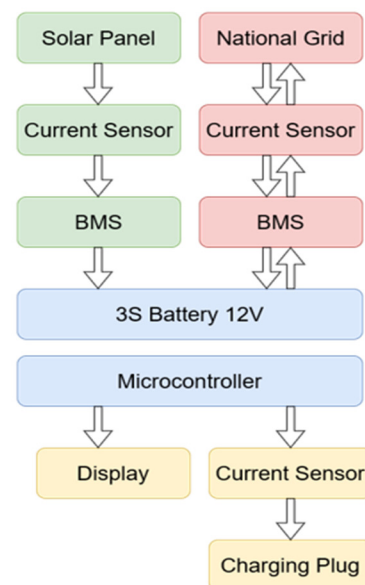 Solar Panel
National Grid
Current Sensor
Current Sensor
BMS
BMS
3S Battery 12V
Microcontroller
Display
Current Sensor
Charging Plug